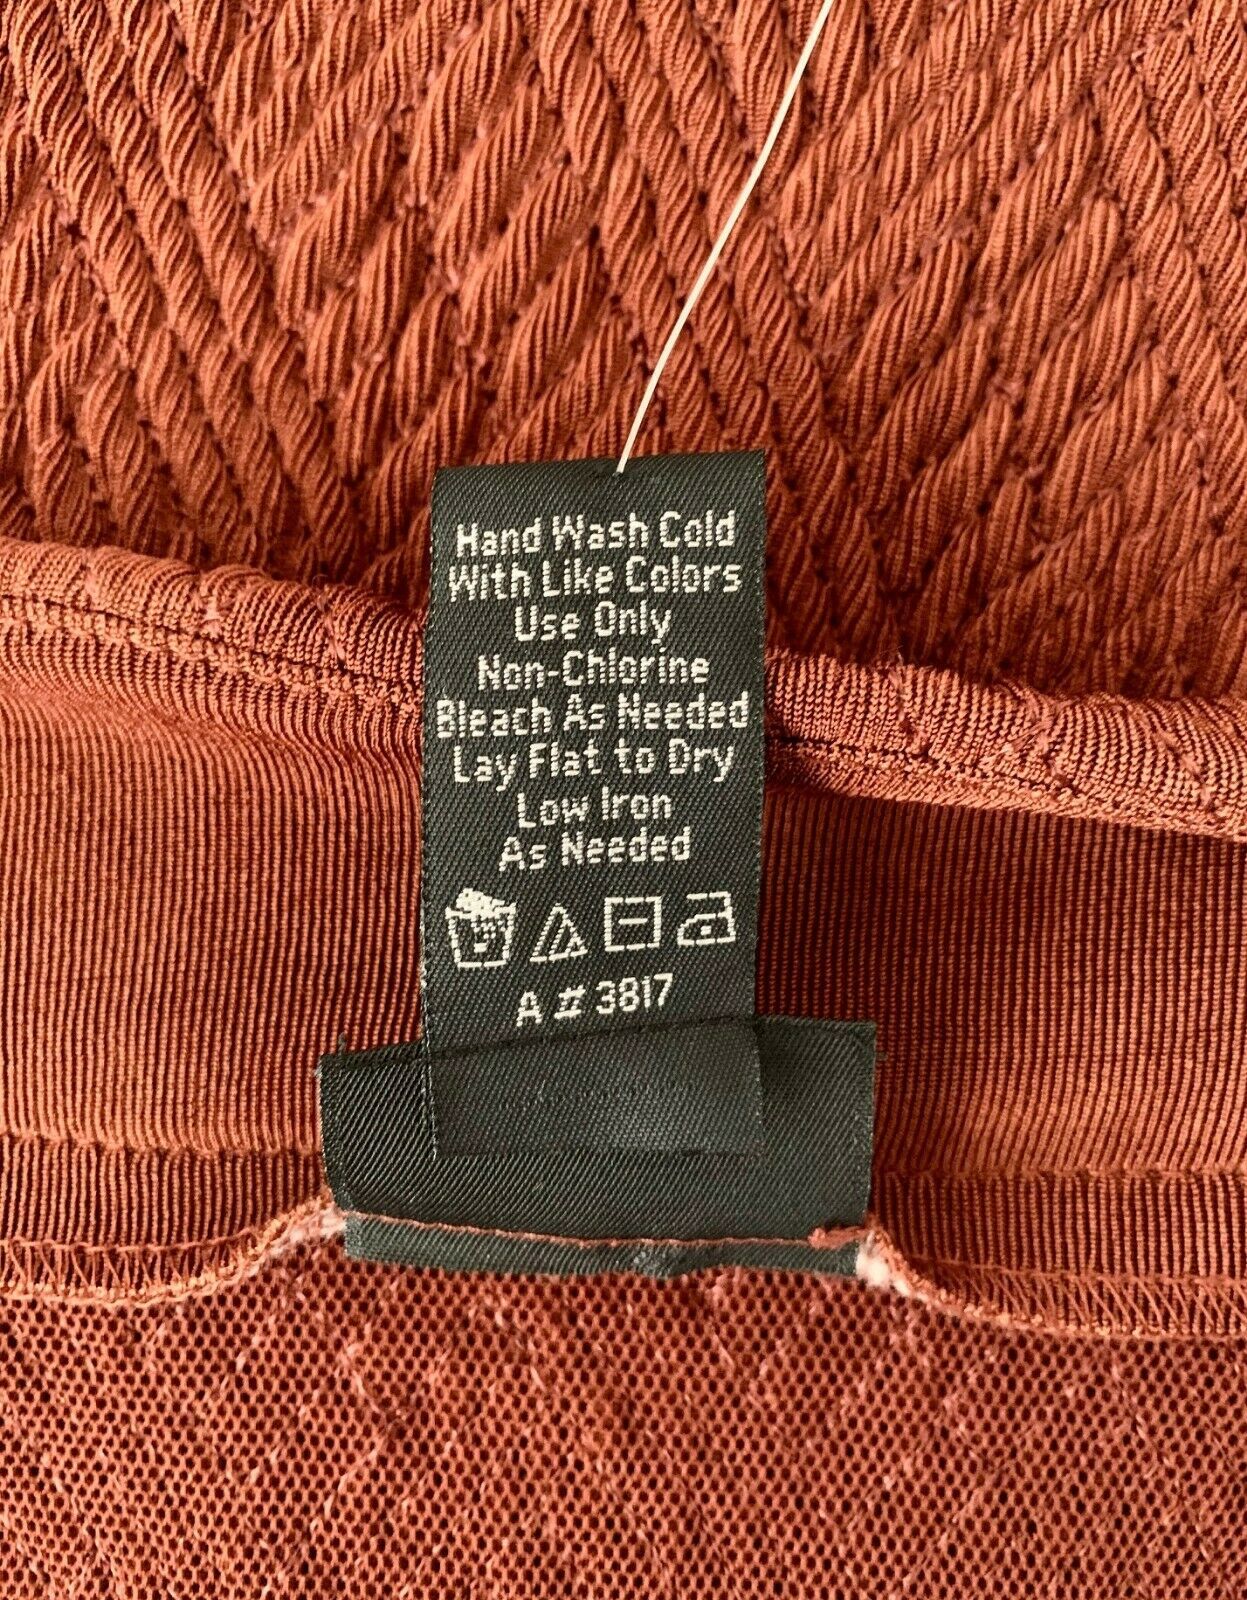 Hand Wash Cold
With Like Colors
Use Only
Non-Chlorine
Bleach As Needed
Lay Flat to Dry
Low Iron
As Needed
A # 3817